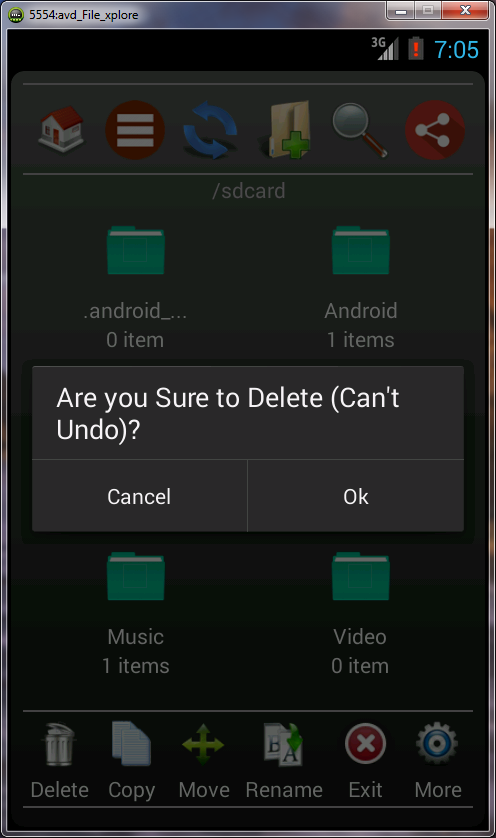 5554:avd_File_xplore
3G 7:05
/sdcard
.android_... Android
0 item 1 items
Are you Sure to Delete (Can't
Undo)?
Cancel Ok
Music Video
1 items 0 item
Delete Copy Move Rename Exit More